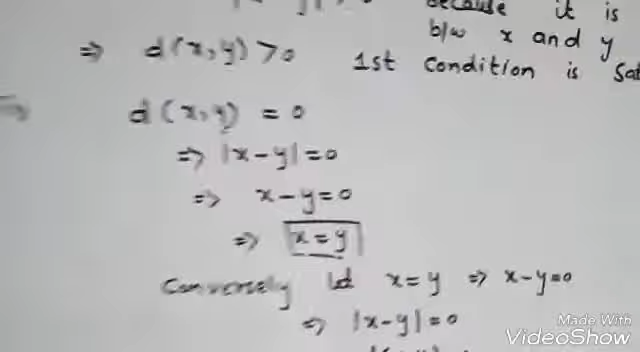 because it is
b/w x and y
⇒ d(x,y) > 0 1st condition is Sat
⇒ d(x,y) = 0
⇒ |x-y|=0
⇒ x-y=0
⇒ x=y
Conversely let x=y ⇒ x-y=0
⇒ |x-y|=0
Made With
VideoShow